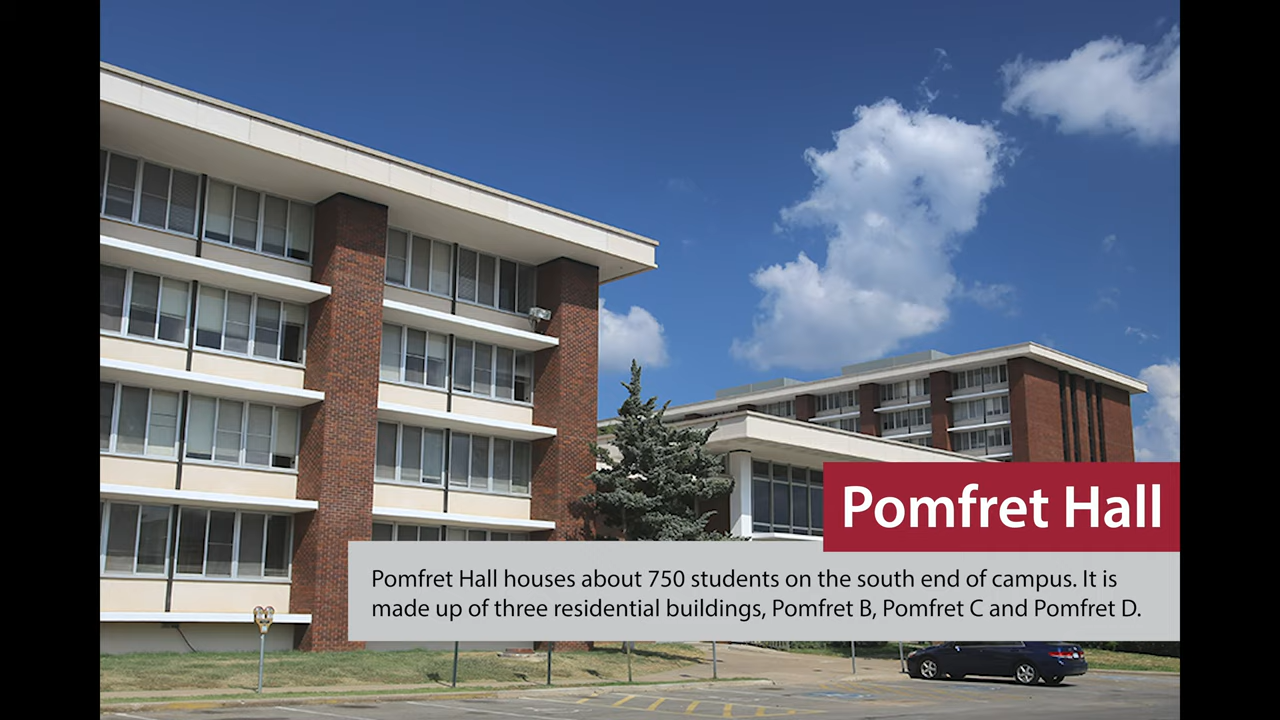 Pomfret Hall
Pomfret Hall houses about 750 students on the south end of campus. It is
made up of three residential buildings, Pomfret B, Pomfret C and Pomfret D.